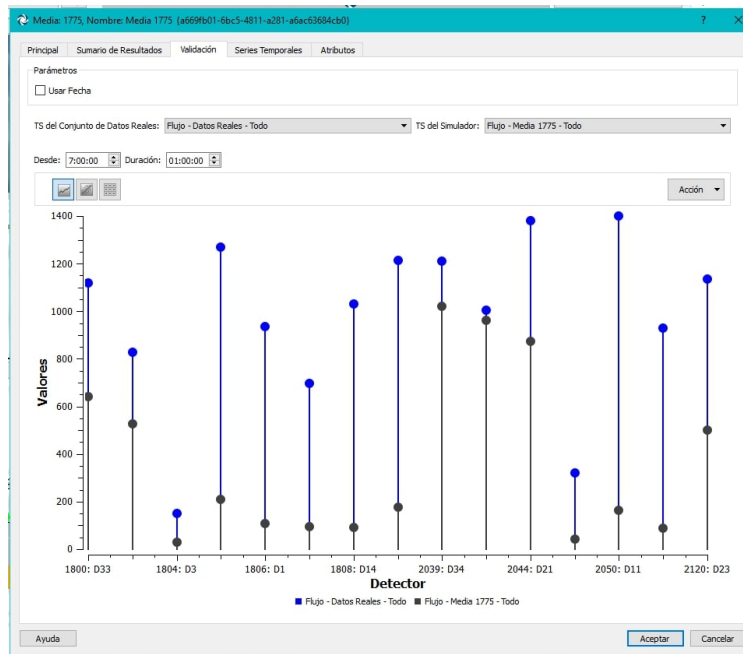 Media: 1775, Nombre: Media 1775 {a669fb01-6bc5-4811-a281-a6ac63684cb0}
? X
Principal Sumario de Resultados Validación Series Temporales Atributos
Parámetros
Usar Fecha
TS del Conjunto de Datos Reales: Flujo - Datos Reales - Todo TS del Simulador: Flujo - Media 1775 - Todo
Desde: 7:00:00 Duración: 01:00:00
Acción
1400
1200
1000
800
600
400
200
0
Valores
1800: D33 1804: D3 1806: D1 1808: D14 2039: D34 2044: D21 2050: D11 2120: D23
Detector
Flujo - Datos Reales - Todo Flujo - Media 1775 - Todo
Ayuda Aceptar Cancelar